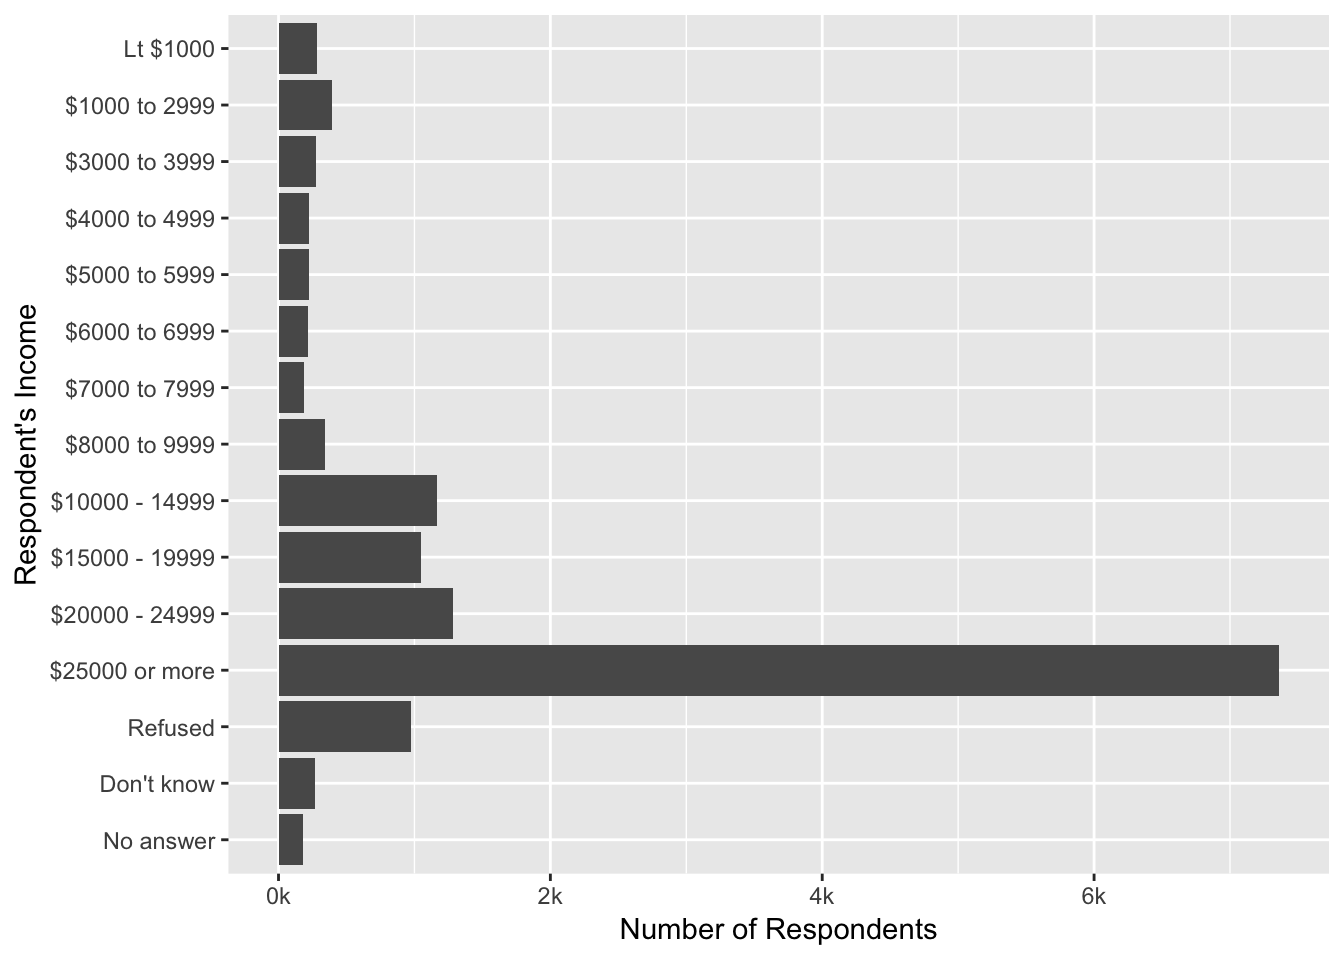 Respondent's Income
Lt $1000
$1000 to 2999
$3000 to 3999
$4000 to 4999
$5000 to 5999
$6000 to 6999
$7000 to 7999
$8000 to 9999
$10000 - 14999
$15000 - 19999
$20000 - 24999
$25000 or more
Refused
Don't know
No answer
0k 2k 4k 6k
Number of Respondents